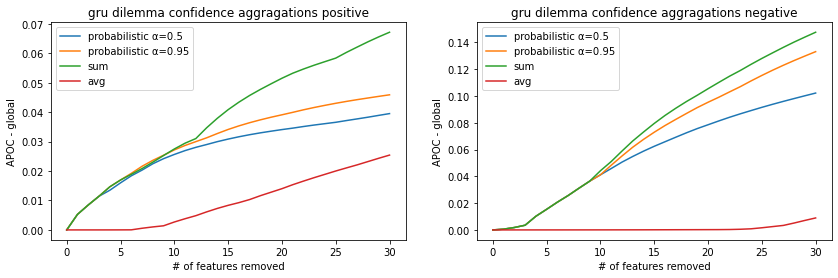 gru dilemma confidence aggragations positive
APOC - global
0.07
0.06
0.05
0.04
0.03
0.02
0.01
0.00
probabilistic α=0.5
probabilistic α=0.95
sum
avg
0 5 10 15 20 25 30
# of features removed
gru dilemma confidence aggragations negative
APOC - global
0.14
0.12
0.10
0.08
0.06
0.04
0.02
0.00
probabilistic α=0.5
probabilistic α=0.95
sum
avg
0 5 10 15 20 25 30
# of features removed